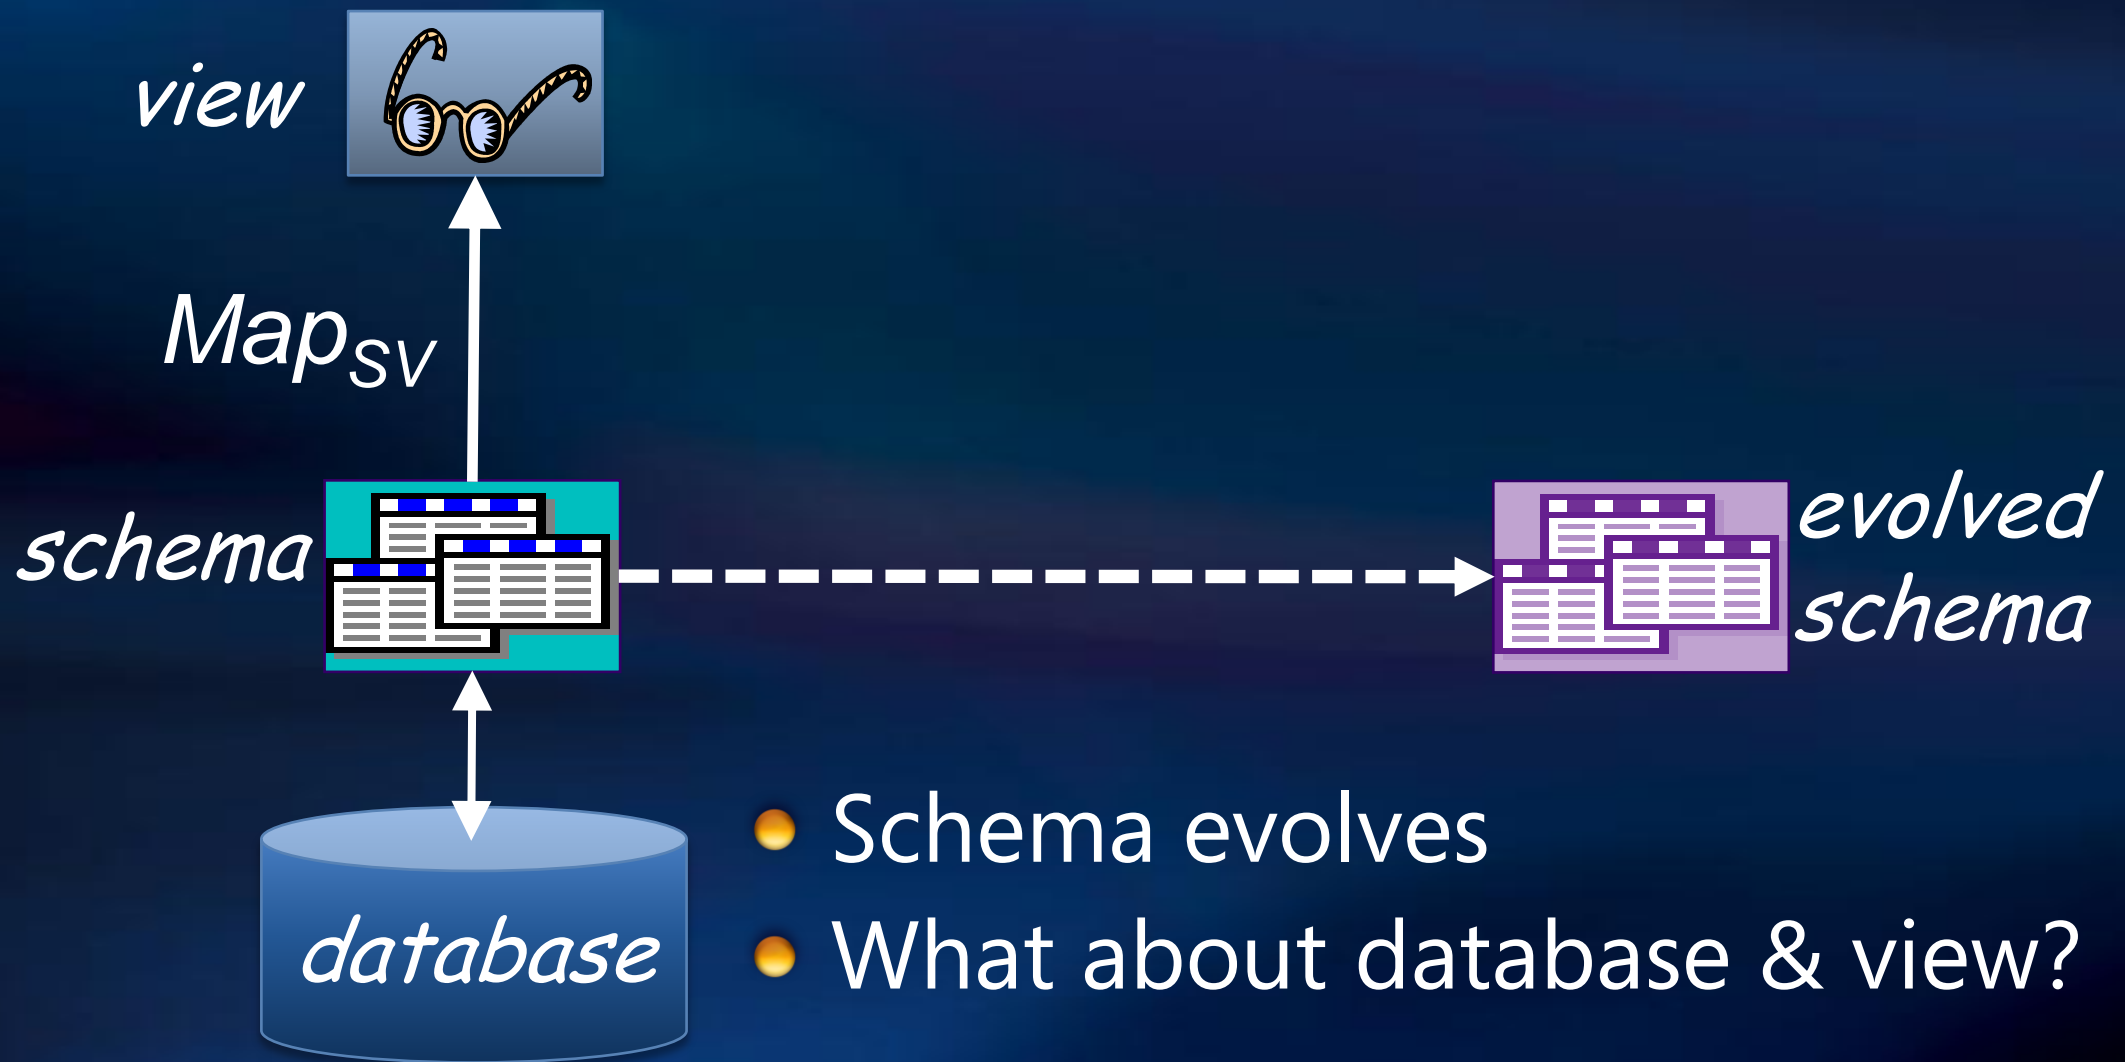 view
Map_SV
schema
evolved
schema
database
Schema evolves
What about database & view?